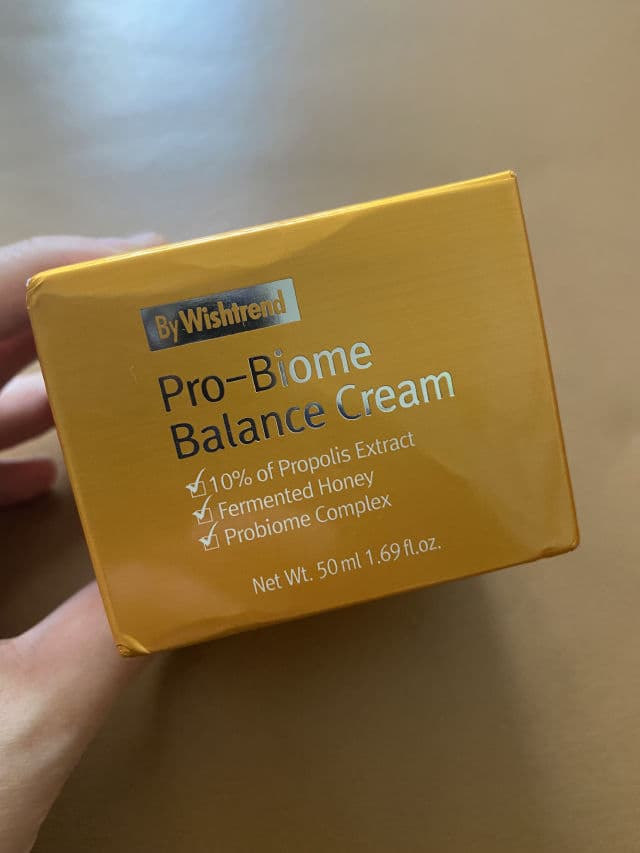 By Wishtrend
Pro-Biome
Balance Cream
10% of Propolis Extract
Fermented Honey
Probiome Complex
Net Wt. 50 ml 1.69 fl.oz.